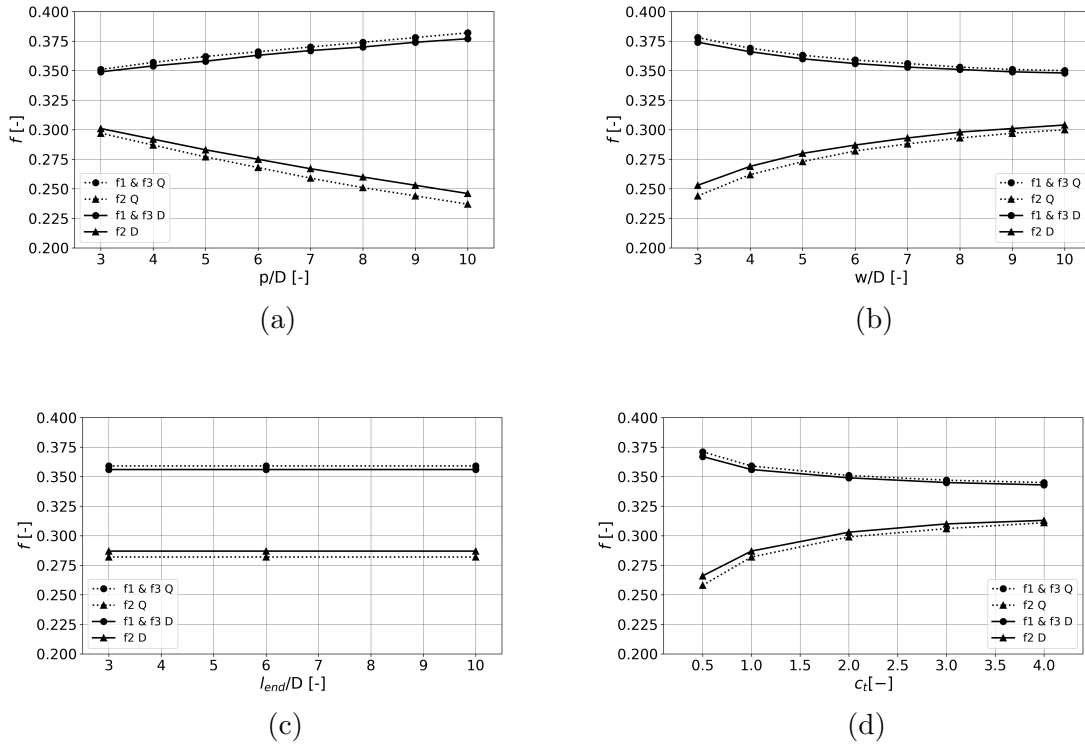 0.400
0.375
0.350
0.325
0.300
0.275
0.250
0.225
0.200
f [-]
f1 & f3 Q
f2 Q
f1 & f3 D
f2 D
3 4 5 6 7 8 9 10
p/D [-]
(a)
0.400
0.375
0.350
0.325
0.300
0.275
0.250
0.225
0.200
f [-]
f1 & f3 Q
f2 Q
f1 & f3 D
f2 D
3 4 5 6 7 8 9 10
w/D [-]
(b)
0.400
0.375
0.350
0.325
0.300
0.275
0.250
0.225
0.200
f [-]
f1 & f3 Q
f2 Q
f1 & f3 D
f2 D
3 4 5 6 7 8 9 10
l_end/D [-]
(c)
0.400
0.375
0.350
0.325
0.300
0.275
0.250
0.225
0.200
f [-]
f1 & f3 Q
f2 Q
f1 & f3 D
f2 D
0.5 1.0 1.5 2.0 2.5 3.0 3.5 4.0
c_t[−]
(d)